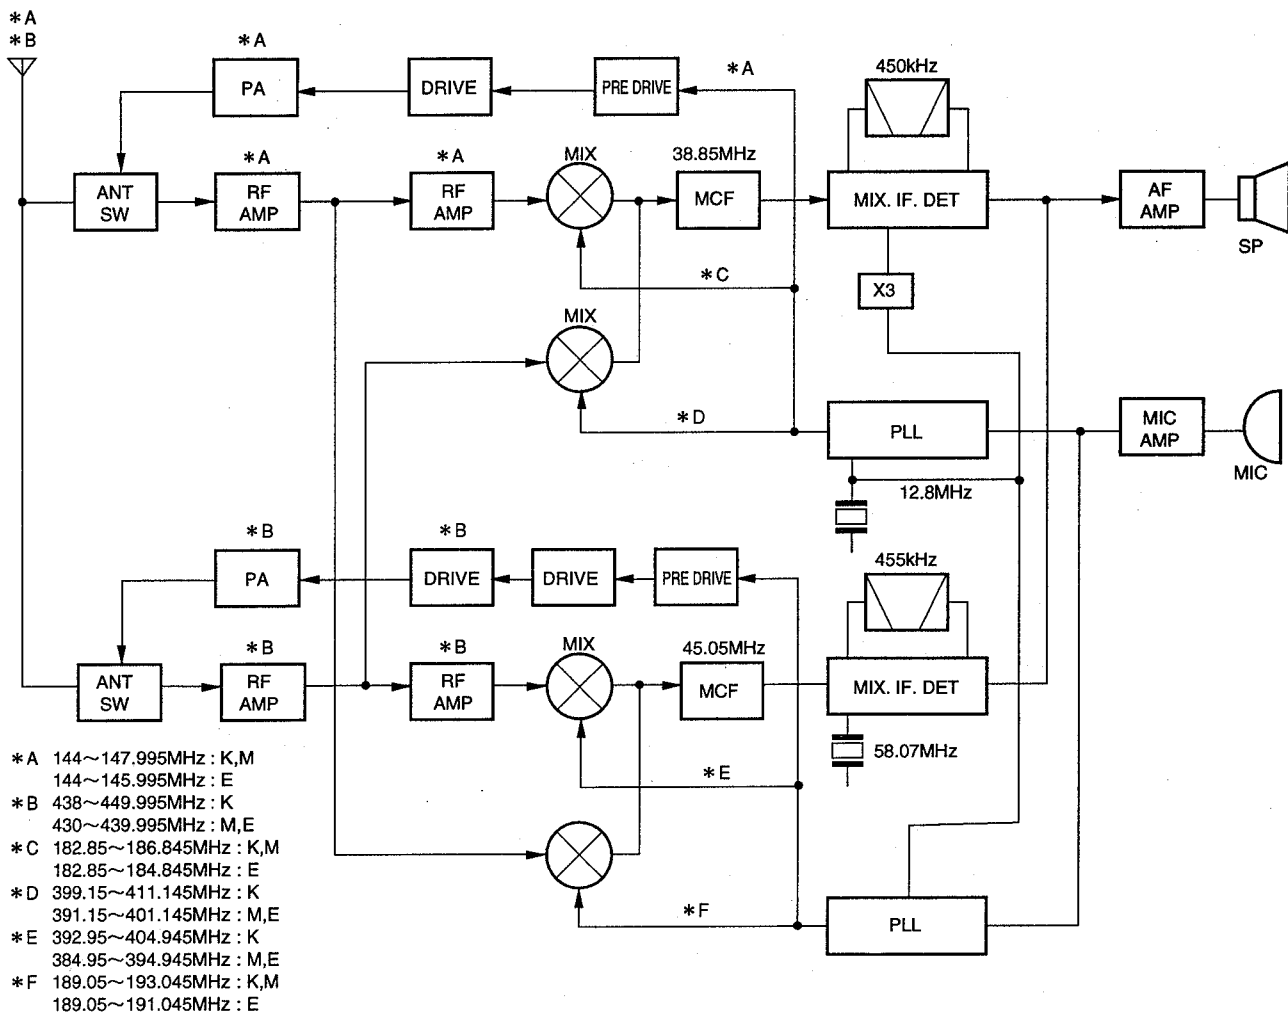 *A
*B
*A
PA
DRIVE
PRE DRIVE
*A
450kHz
ANT SW
*A
RF AMP
*A
RF AMP
MIX
38.85MHz
MCF
MIX. IF. DET
AF AMP
SP
*C
X3
MIX
*D
PLL
MIC AMP
MIC
12.8MHz
*B
PA
*B
DRIVE
DRIVE
PRE DRIVE
455kHz
ANT SW
*B
RF AMP
*B
RF AMP
MIX
45.05MHz
MCF
MIX. IF. DET
58.07MHz
*E
*F
PLL
*A 144~147.995MHz : K,M
144~145.995MHz : E
*B 438~449.995MHz : K
430~439.995MHz : M,E
*C 182.85~186.845MHz : K,M
182.85~184.845MHz : E
*D 399.15~411.145MHz : K
391.15~401.145MHz : M,E
*E 392.95~404.945MHz : K
384.95~394.945MHz : M,E
*F 189.05~193.045MHz : K,M
189.05~191.045MHz : E